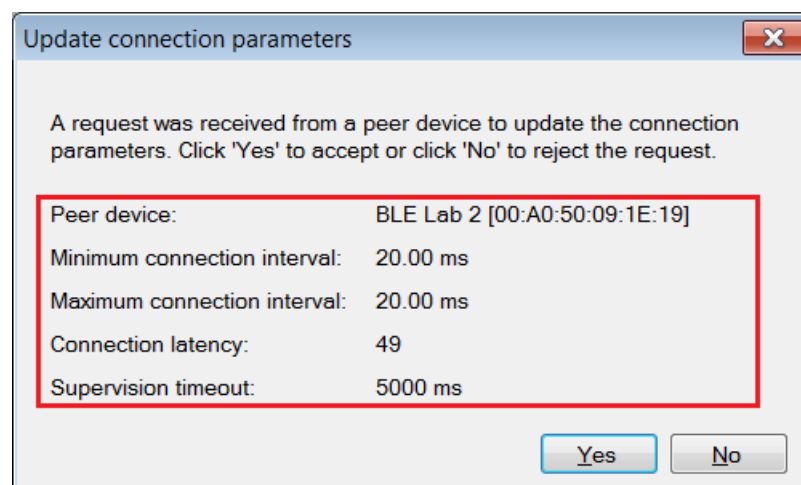 Update connection parameters
A request was received from a peer device to update the connection
parameters. Click 'Yes' to accept or click 'No' to reject the request.
Peer device: BLE Lab 2 [00:A0:50:09:1E:19]
Minimum connection interval: 20.00 ms
Maximum connection interval: 20.00 ms
Connection latency: 49
Supervision timeout: 5000 ms
Yes No